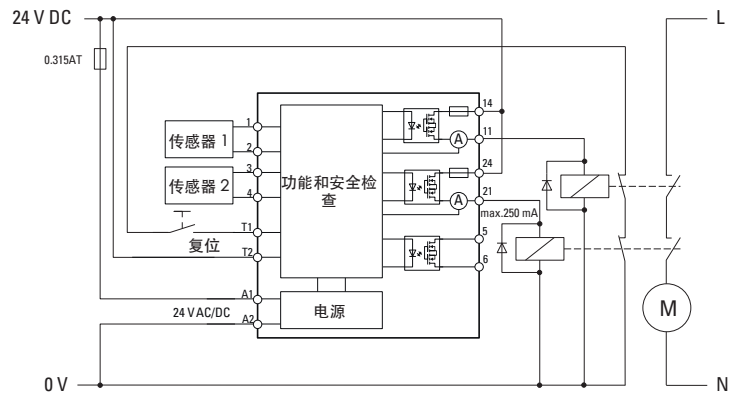 24 V DC
L
0.315AT
14
传感器 1
1
2
11
传感器 2
3
4
功能和安全检
查
24
21
max.250 mA
复位
T1
T2
5
6
A1
24 V AC/DC
A2
电源
M
0 V
N
A
A